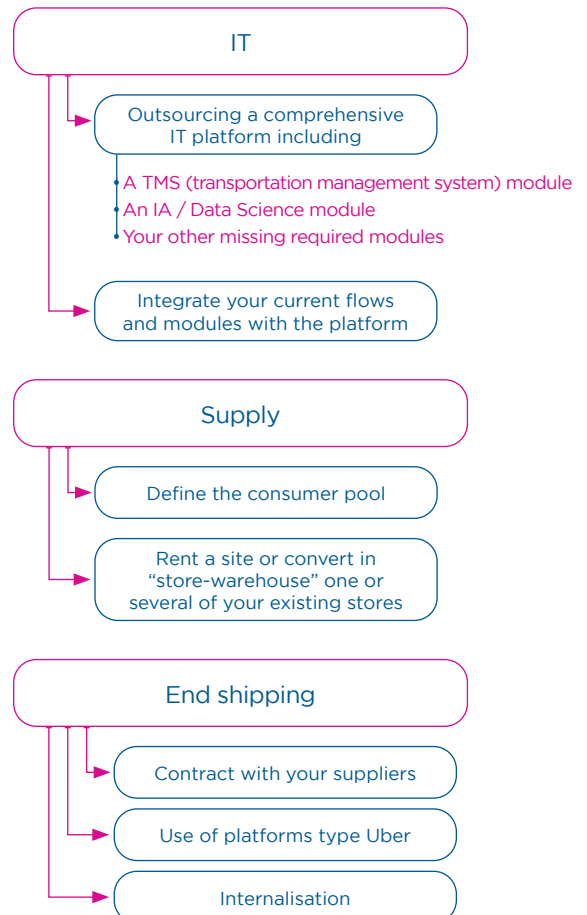 IT
Outsourcing a comprehensive
IT platform including
• A TMS (transportation management system) module
• An IA / Data Science module
• Your other missing required modules
Integrate your current flows
and modules with the platform
Supply
Define the consumer pool
Rent a site or convert in
“store-warehouse” one or
several of your existing stores
End shipping
Contract with your suppliers
Use of platforms type Uber
Internalisation